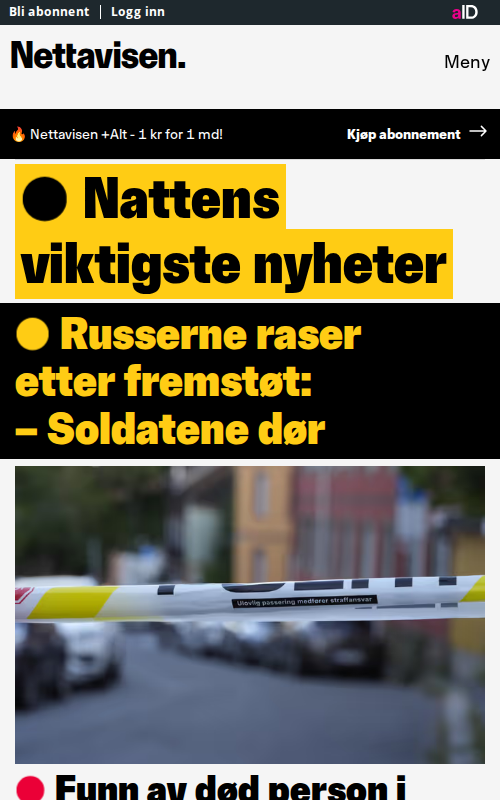 Bli abonnent | Logg inn
aID
Nettavisen.
Meny
🔥 Nettavisen +Alt - 1 kr for 1 md!
Kjøp abonnement →
Nattens
viktigste nyheter
Russerne raser
etter fremstøt:
– Soldatene dør
Ulovlig passering medfører straffansvar
Funn av død person i